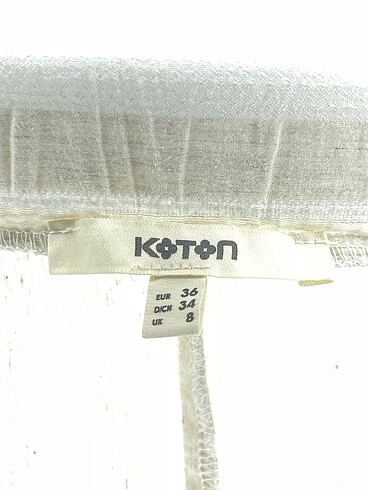 KOTON
EUR 36
D/CH 34
UK 8